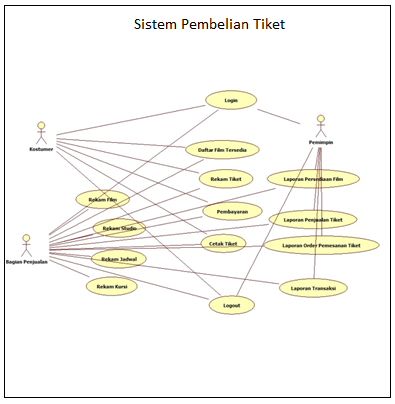 Sistem Pembelian Tiket
Login
Kostumer
Pemimpin
Daftar Film Tersedia
Rekam Tiket
Laporan Persediaan Film
Rekam Film
Pembayaran
Laporan Penjualan Tiket
Rekam Studio
Cetak Tiket
Laporan Order Pemesanan Tiket
Bagian Penjualan
Rekam Jadwal
Rekam Kursi
Laporan Transaksi
Logout